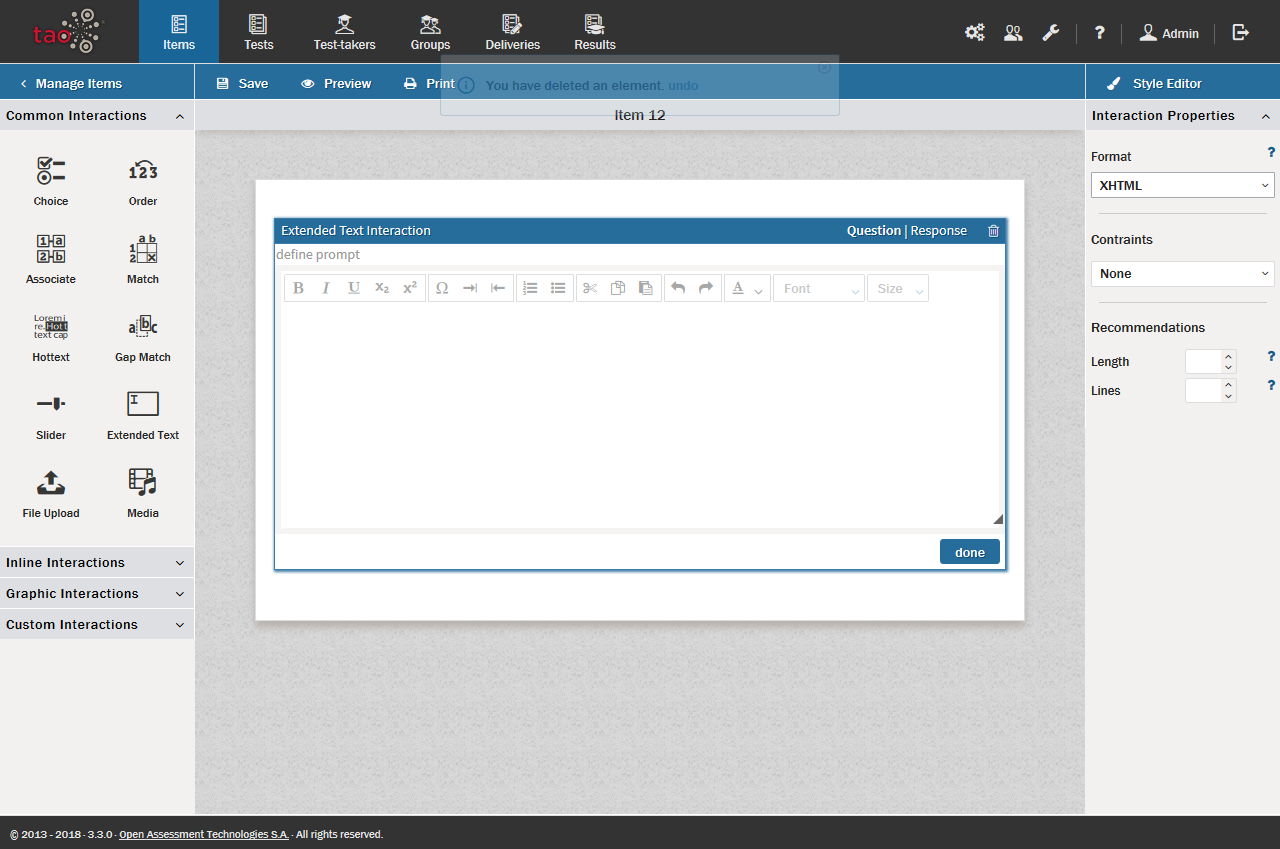 tao
Items
Tests
Test-takers
Groups
Deliveries
Results
?
Admin
Manage Items
Save
Preview
Print
You have deleted an element. undo
Style Editor
Item 12
Common Interactions
Choice
Order
Associate
Match
Hottext
Gap Match
Slider
Extended Text
File Upload
Media
Inline Interactions
Graphic Interactions
Custom Interactions
Extended Text Interaction
Question | Response
define prompt
B I U x₂ x² Ω
A Font Size
done
Interaction Properties
Format ?
XHTML
Contraints
None
Recommendations
Length ?
Lines ?
© 2013 - 2018 · 3.3.0 · Open Assessment Technologies S.A. · All rights reserved.